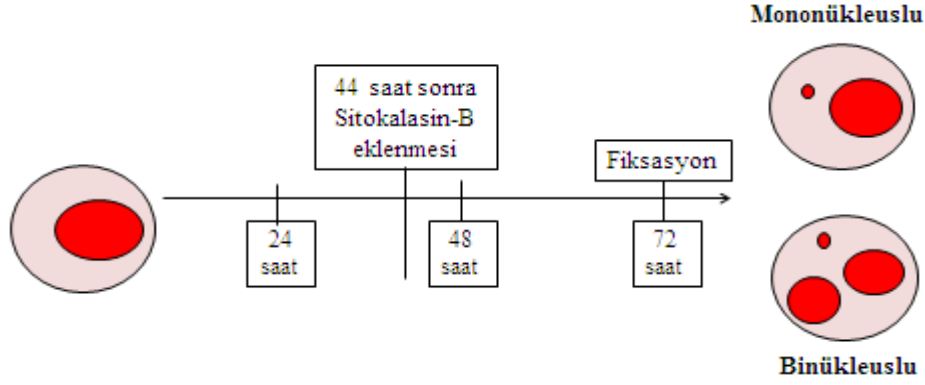 Mononükleuslu
44 saat sonra
Sitokalasin-B
eklenmesi
Fiksasyon
24
saat
48
saat
72
saat
Binükleuslu